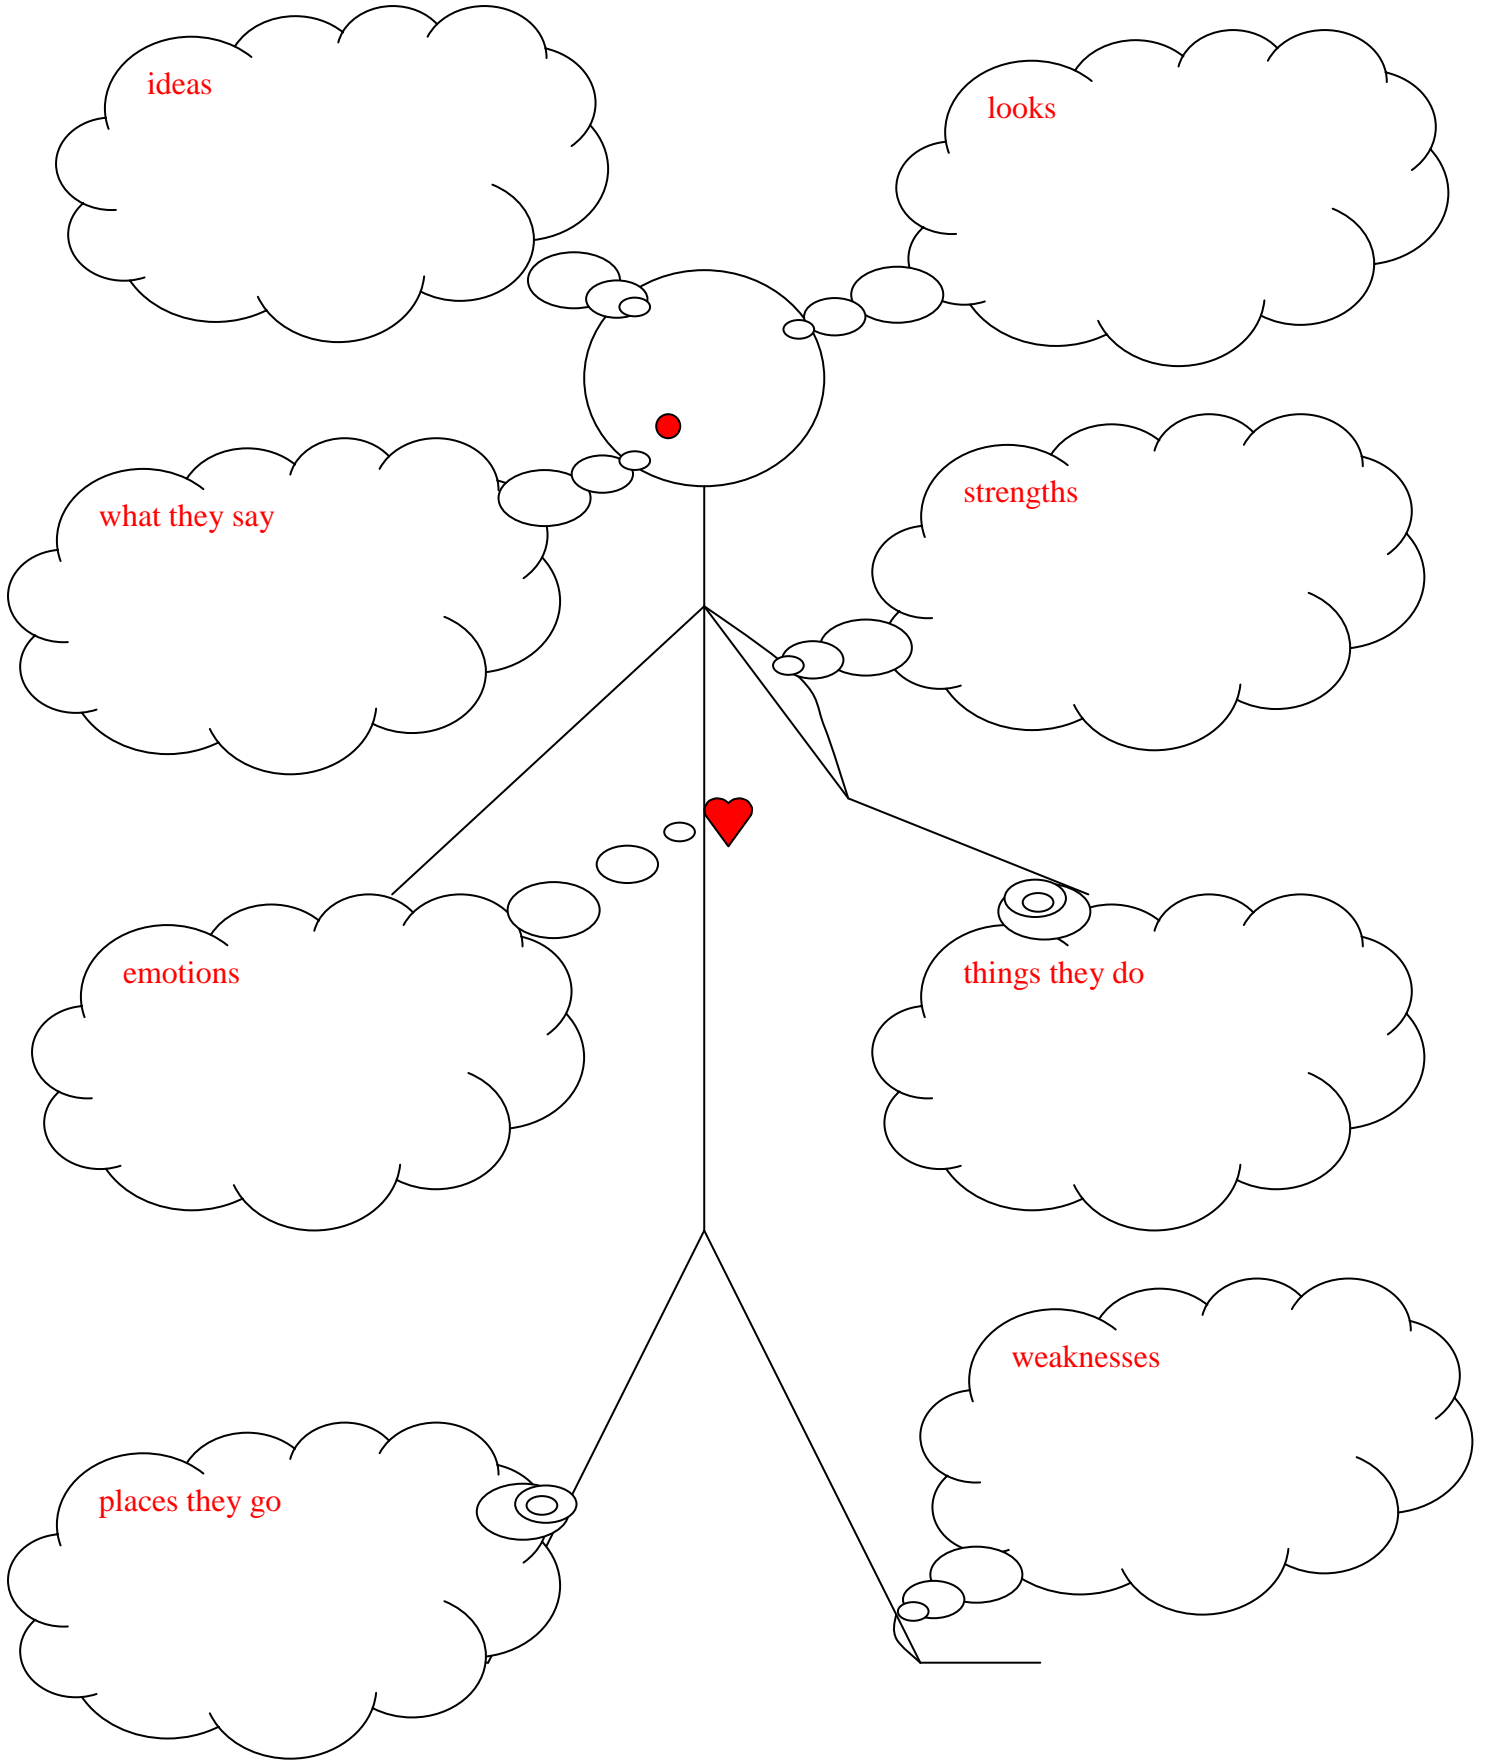 ideas
looks
what they say
strengths
emotions
things they do
weaknesses
places they go